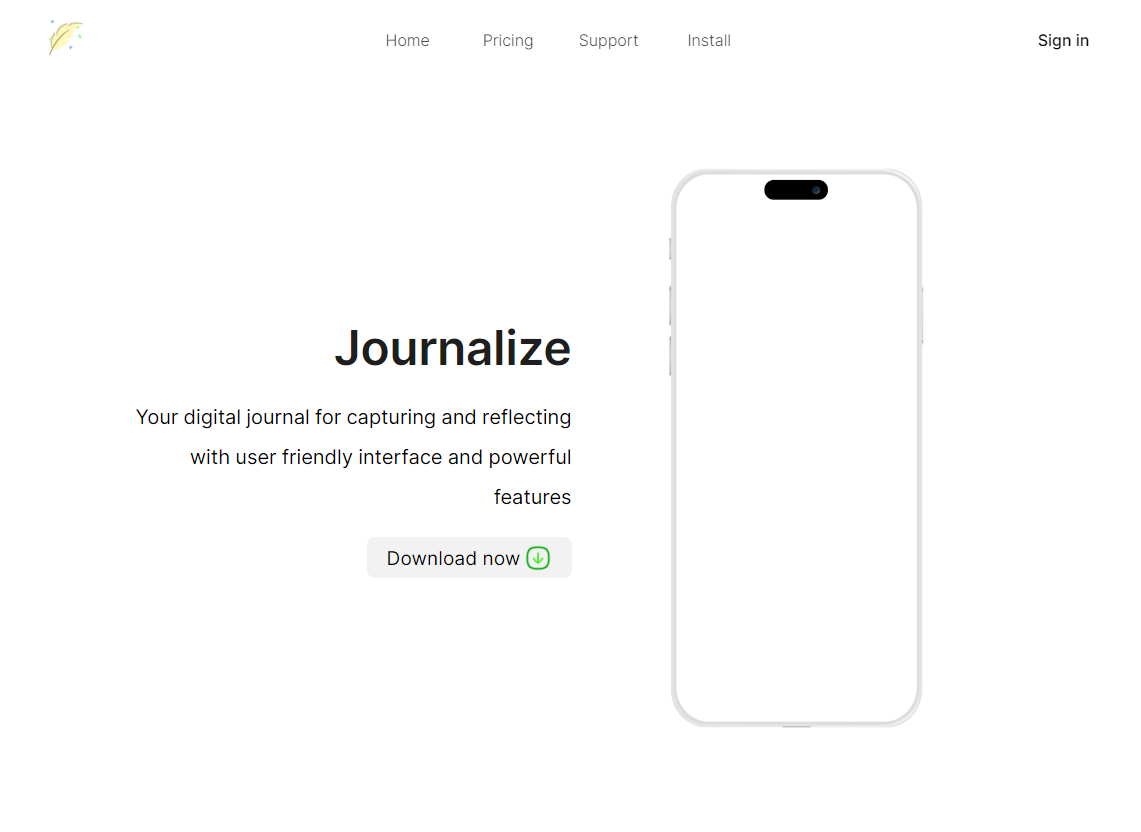 Home Pricing Support Install Sign in
Journalize
Your digital journal for capturing and reflecting
with user friendly interface and powerful
features
Download now